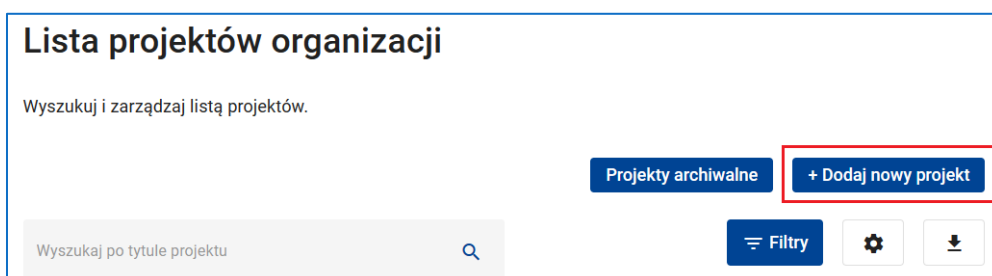 Lista projektów organizacji
Wyszukuj i zarządzaj listą projektów.
Projekty archiwalne
+ Dodaj nowy projekt
Wyszukaj po tytule projektu
Filtry